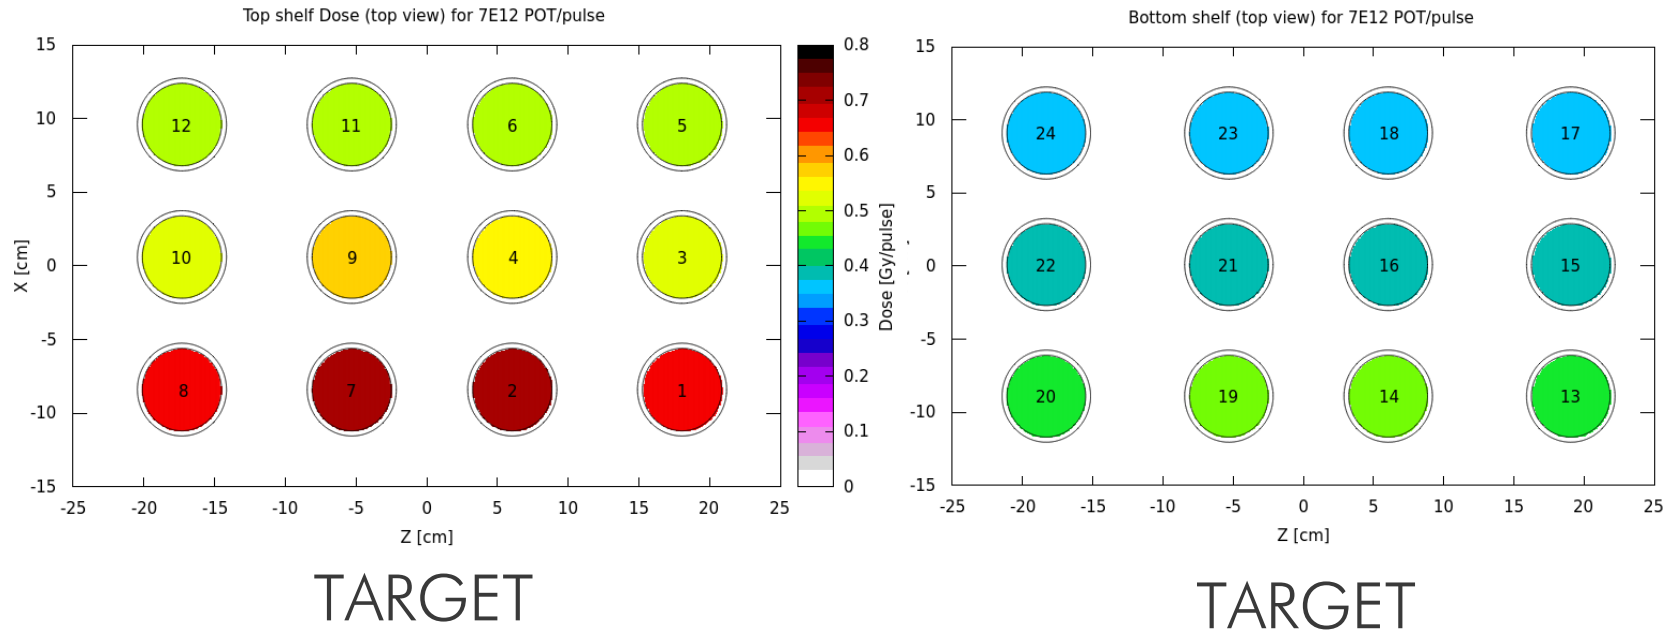 Top shelf Dose (top view) for 7E12 POT/pulse
15
10
5
0
-5
-10
-15
X [cm]
12 11 6 5
10 9 4 3
8 7 2 1
-25 -20 -15 -10 -5 0 5 10 15 20 25
Z [cm]
TARGET
0.8
0.7
0.6
0.5
0.4
0.3
0.2
0.1
0
Dose [Gy/pulse]
Bottom shelf (top view) for 7E12 POT/pulse
15
10
5
0
-5
-10
-15
24 23 18 17
22 21 16 15
20 19 14 13
-25 -20 -15 -10 -5 0 5 10 15 20 25
Z [cm]
TARGET